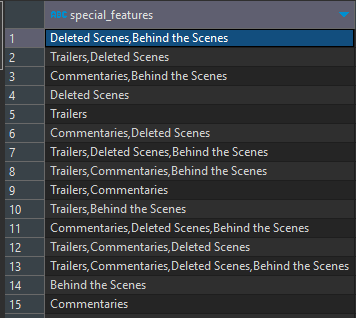 ABC special_features
1 Deleted Scenes,Behind the Scenes
2 Trailers,Deleted Scenes
3 Commentaries,Behind the Scenes
4 Deleted Scenes
5 Trailers
6 Commentaries,Deleted Scenes
7 Trailers,Deleted Scenes,Behind the Scenes
8 Trailers,Commentaries,Behind the Scenes
9 Trailers,Commentaries
10 Trailers,Behind the Scenes
11 Commentaries,Deleted Scenes,Behind the Scenes
12 Trailers,Commentaries,Deleted Scenes
13 Trailers,Commentaries,Deleted Scenes,Behind the Scenes
14 Behind the Scenes
15 Commentaries